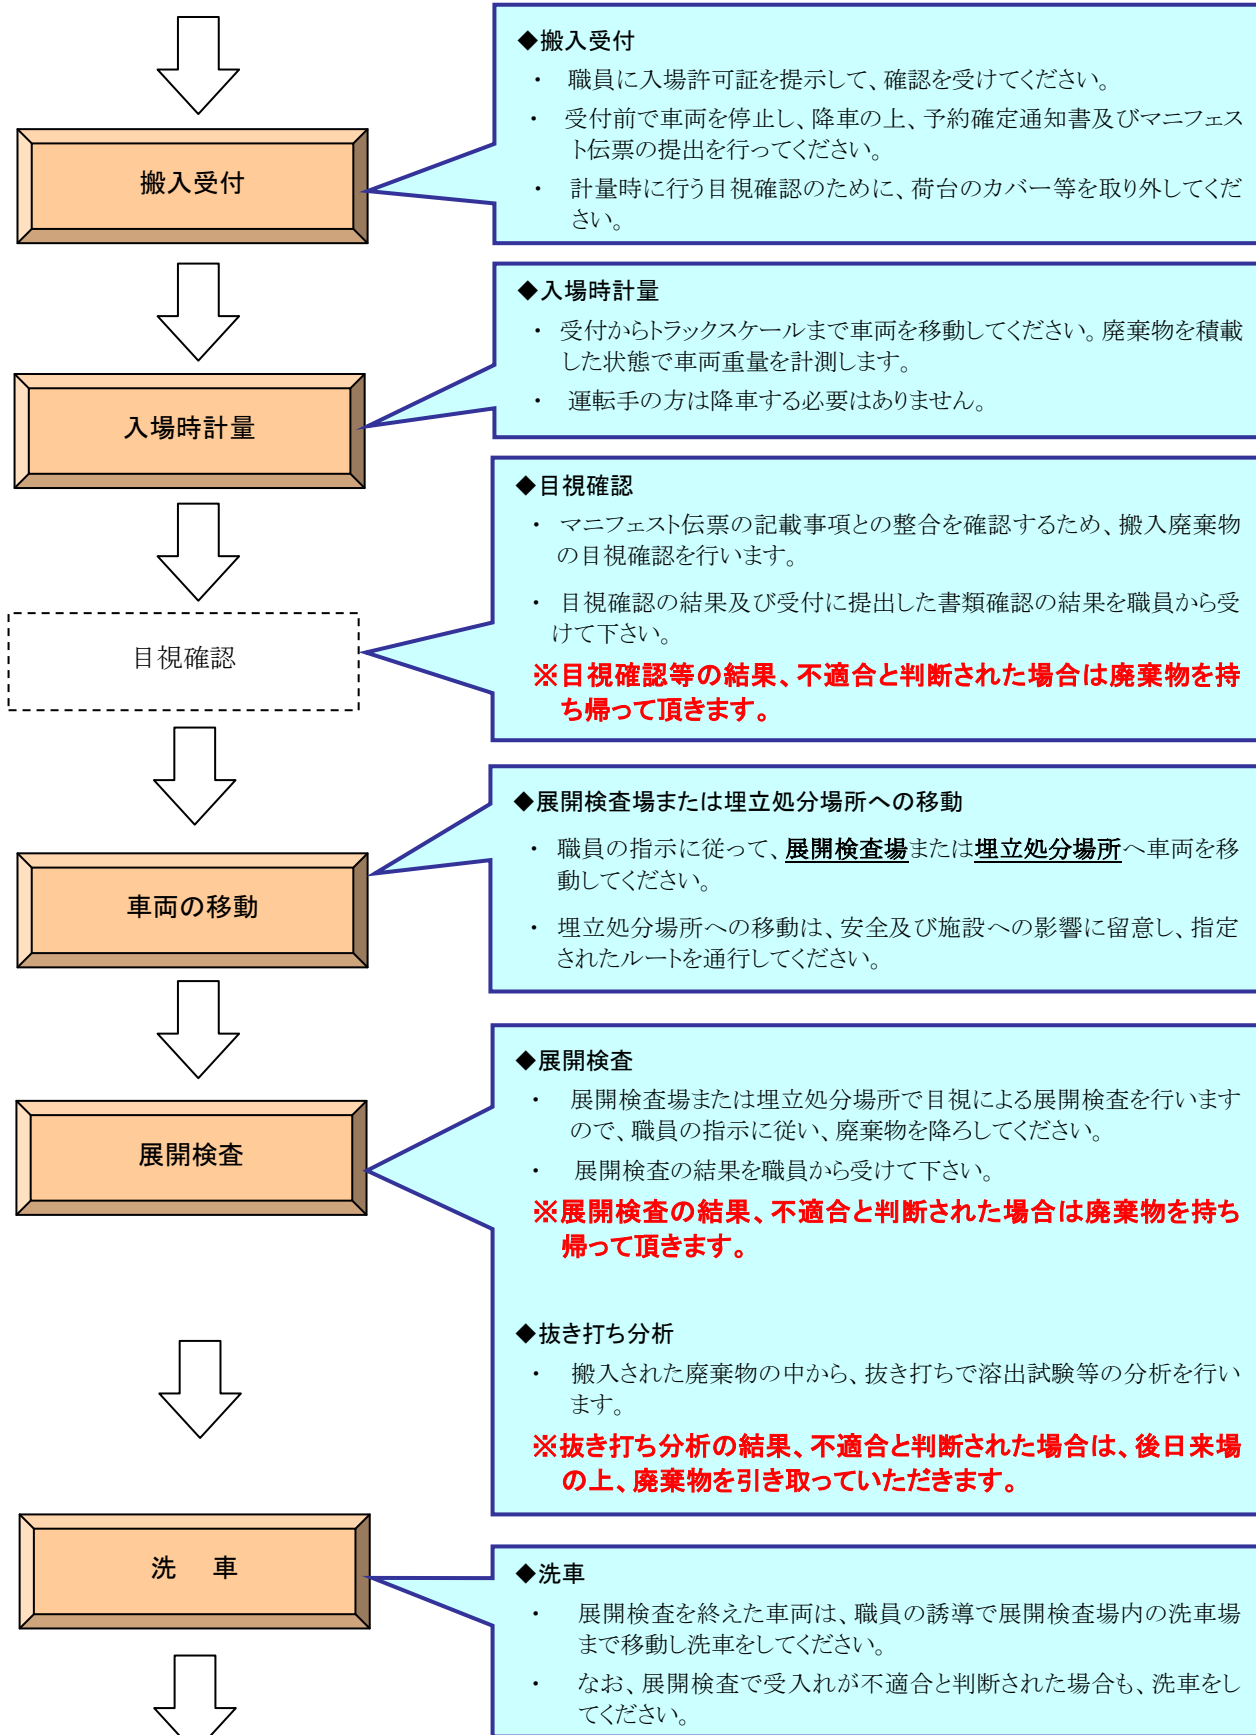 搬入受付
◆搬入受付
・ 職員に入場許可証を提示して、確認を受けてください。
・ 受付前で車両を停止し、降車の上、予約確定通知書及びマニフェス
ト伝票の提出を行ってください。
・ 計量時に行う目視確認のために、荷台のカバー等を取り外してくだ
さい。
入場時計量
◆入場時計量
・ 受付からトラックスケールまで車両を移動してください。廃棄物を積載
した状態で車両重量を計測します。
・ 運転手の方は降車する必要はありません。
目視確認
◆目視確認
・ マニフェスト伝票の記載事項との整合を確認するため、搬入廃棄物
の目視確認を行います。
・ 目視確認の結果及び受付に提出した書類確認の結果を職員から受
けて下さい。
※目視確認等の結果、不適合と判断された場合は廃棄物を持
ち帰って頂きます。
車両の移動
◆展開検査場または埋立処分場所への移動
・ 職員の指示に従って、展開検査場または埋立処分場所へ車両を移
動してください。
・ 埋立処分場所への移動は、安全及び施設への影響に留意し、指定
されたルートを通行してください。
展開検査
◆展開検査
・ 展開検査場または埋立処分場所で目視による展開検査を行います
ので、職員の指示に従い、廃棄物を降ろしてください。
・ 展開検査の結果を職員から受けて下さい。
※展開検査の結果、不適合と判断された場合は廃棄物を持ち
帰って頂きます。
◆抜き打ち分析
・ 搬入された廃棄物の中から、抜き打ちで溶出試験等の分析を行い
ます。
※抜き打ち分析の結果、不適合と判断された場合は、後日来場
の上、廃棄物を引き取っていただきます。
洗 車
◆洗車
・ 展開検査を終えた車両は、職員の誘導で展開検査場内の洗車場
まで移動し洗車をしてください。
・ なお、展開検査で受入れが不適合と判断された場合も、洗車をし
てください。